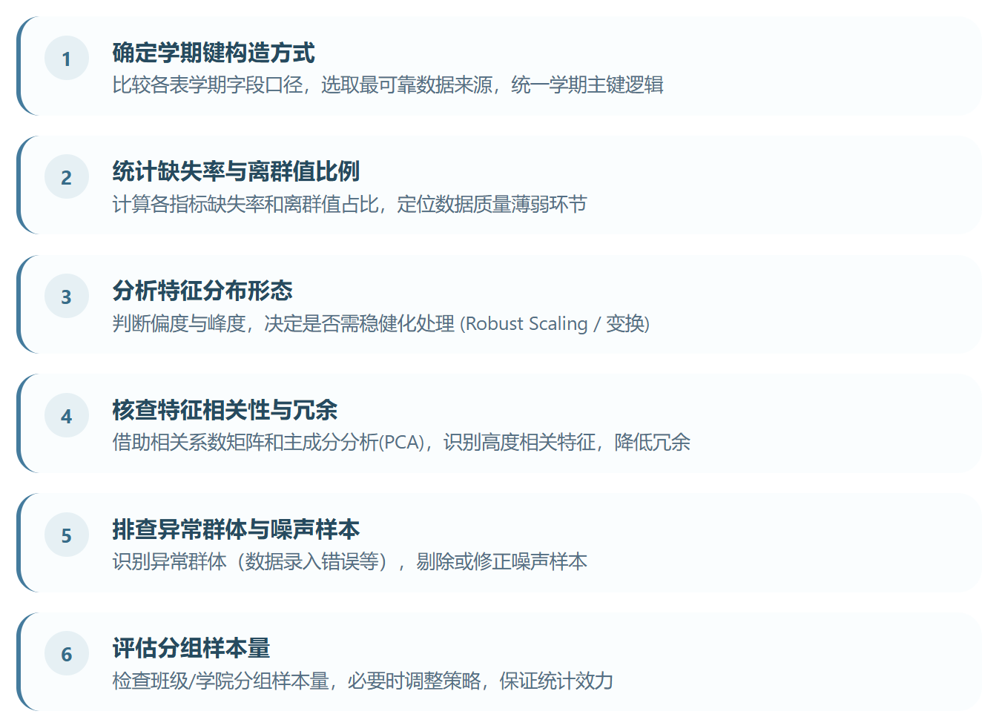 1
确定学期键构造方式
比较各表学期字段口径，选取最可靠数据来源，统一学期主键逻辑
2
统计缺失率与离群值比例
计算各指标缺失率和离群值占比，定位数据质量薄弱环节
3
分析特征分布形态
判断偏度与峰度，决定是否需稳健化处理 (Robust Scaling / 变换)
4
核查特征相关性与冗余
借助相关系数矩阵和主成分分析(PCA)，识别高度相关特征，降低冗余
5
排查异常群体与噪声样本
识别异常群体（数据录入错误等），剔除或修正噪声样本
6
评估分组样本量
检查班级/学院分组样本量，必要时调整策略，保证统计效力